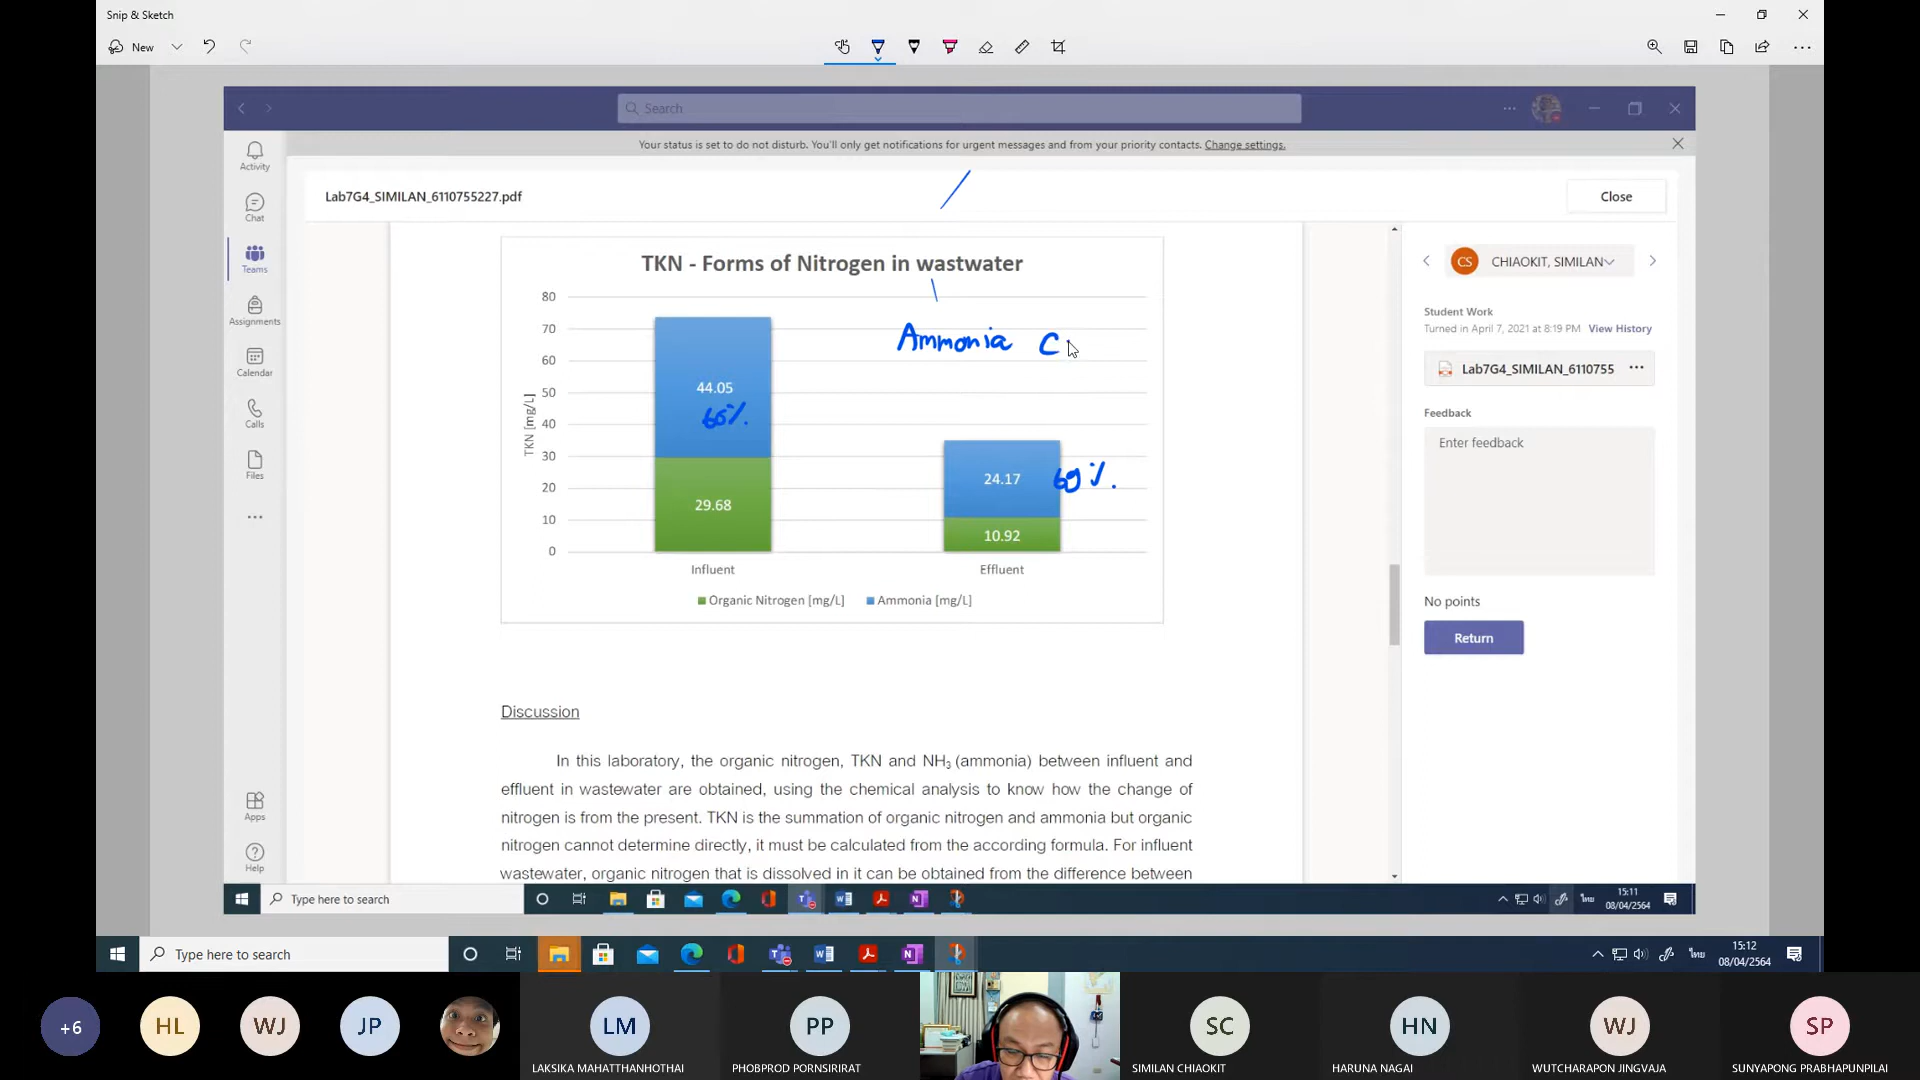 Snip & Sketch
New
Search
Your status is set to do not disturb. You'll only get notifications for urgent messages and from your priority contacts. Change settings.
Activity
Chat
Teams
Assignments
Calendar
Calls
Files
Apps
Help
Lab7G4_SIMILAN_6110755227.pdf
Close
TKN - Forms of Nitrogen in wastwater
80
70
60
50
40
30
20
10
0
TKN [mg/L]
Ammonia C
44.05
29.68
24.17
69%.
10.92
Influent
Effluent
Organic Nitrogen [mg/L]
Ammonia [mg/L]
Discussion
In this laboratory, the organic nitrogen, TKN and NH3 (ammonia) between influent and
effluent in wastewater are obtained, using the chemical analysis to know how the change of
nitrogen is from the present. TKN is the summation of organic nitrogen and ammonia but organic
nitrogen cannot determine directly, it must be calculated from the according formula. For influent
wastewater, organic nitrogen that is dissolved in it can be obtained from the difference between
CS
CHIAOKIT, SIMILAN
Student Work
Turned in April 7, 2021 at 8:19 PM View History
Lab7G4_SIMILAN_6110755
Feedback
Enter feedback
No points
Return
Type here to search
ไทย
15:11
08/04/2564
Type here to search
ไทย
15:12
08/04/2564
+6
HL
WJ
JP
LM
LAKSIKA MAHATTHANHOTHAI
PP
PHOBPROD PORNSIRIRAT
SC
SIMILAN CHIAOKIT
HN
HARUNA NAGAI
WJ
WUTCHARAPON JINGVAJA
SP
SUNYAPONG PRABHAPUNPILAI